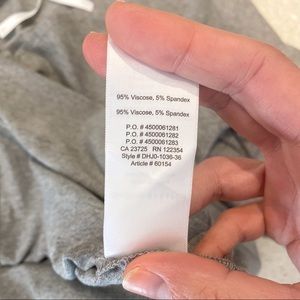 95% Viscose, 5% Spandex
95% Viscose, 5% Spandex
P.O. # 4500061281
P.O. # 4500061282
P.O. # 4500061283
CA 23725 RN 122354
Style # DHJ0-1036-36
Article # 60154